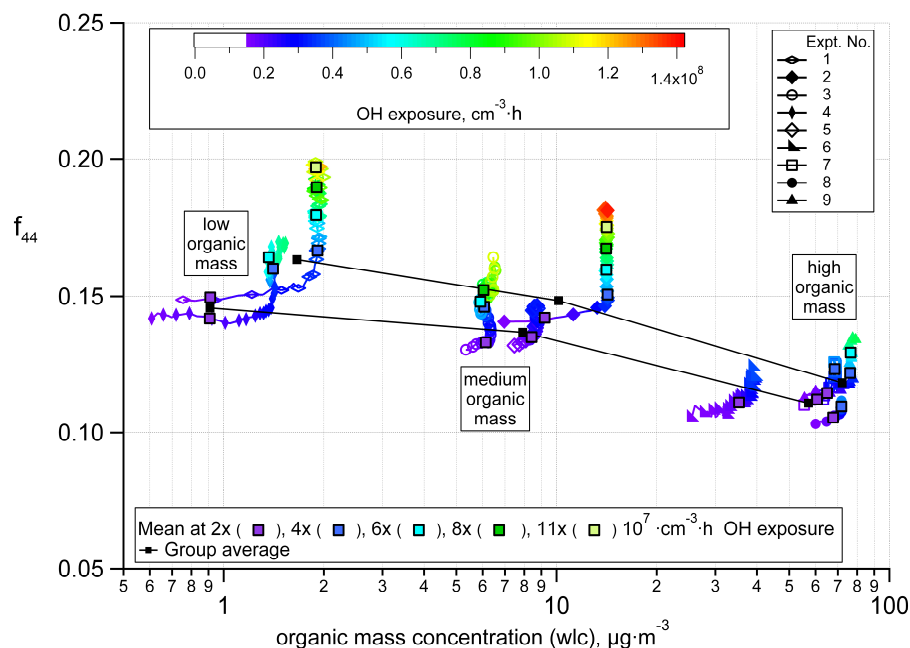 0.25
0.20
0.15
0.10
0.05
f44
0.0 0.2 0.4 0.6 0.8 1.0 1.2 1.4x10⁸
OH exposure, cm⁻³·h
Expt. No.
1
2
3
4
5
6
7
8
9
low
organic
mass
medium
organic
mass
high
organic
mass
Mean at 2x ( ), 4x ( ), 6x ( ), 8x ( ), 11x ( ) 10⁷ ·cm⁻³·h OH exposure
Group average
5 6 7 8 9 1 2 3 4 5 6 7 8 9 10 2 3 4 5 6 7 8 9 100
organic mass concentration (wlc), µg·m⁻³